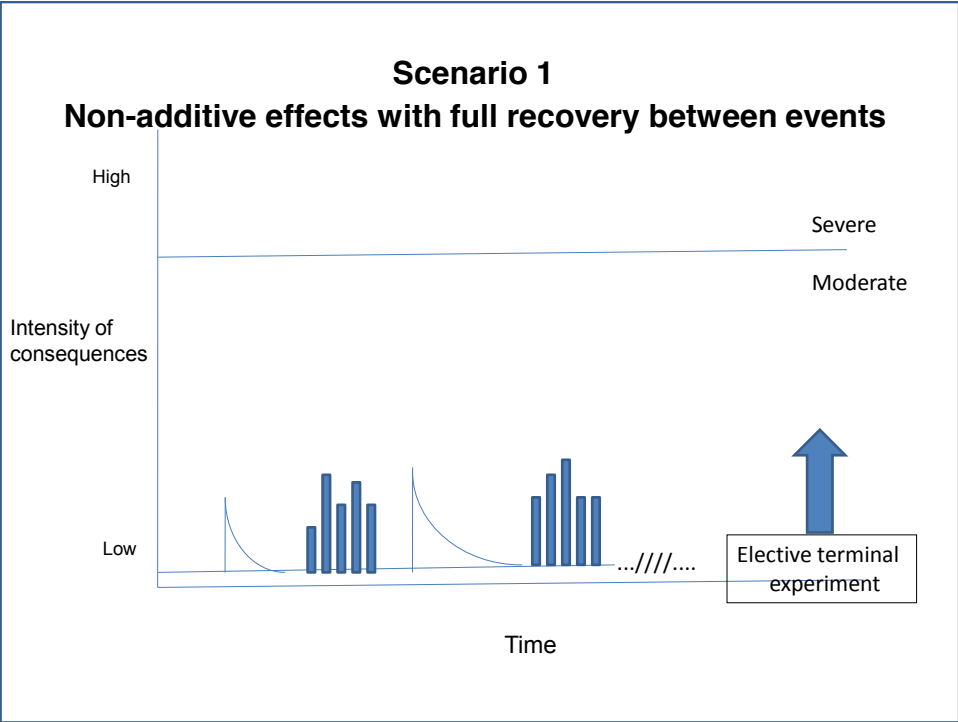 Scenario 1
Non-additive effects with full recovery between events
High
Severe
Moderate
Intensity of
consequences
Low
...////....
Elective terminal
experiment
Time